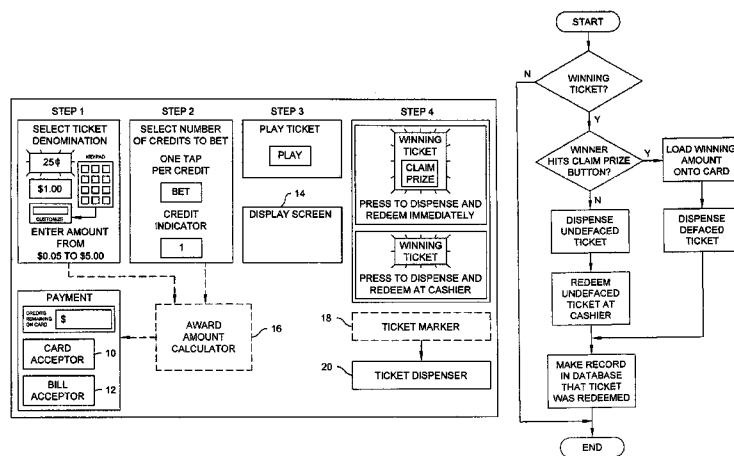 STEP 1
SELECT TICKET
DENOMINATION
25¢
$1.00
KEYPAD
CUSTOMIZE
ENTER AMOUNT
FROM
$0.05 TO $5.00
STEP 2
SELECT NUMBER
OF CREDITS TO BET
ONE TAP
PER CREDIT
BET
CREDIT
INDICATOR
1
STEP 3
PLAY TICKET
PLAY
14
DISPLAY SCREEN
STEP 4
WINNING
TICKET
CLAIM
PRIZE
PRESS TO DISPENSE AND
REDEEM IMMEDIATELY
WINNING
TICKET
PRESS TO DISPENSE AND
REDEEM AT CASHIER
PAYMENT
CREDITS
REMAINING
ON CARD
$
CARD
ACCEPTOR
10
BILL
ACCEPTOR
12
AWARD
AMOUNT
CALCULATOR
16
18
TICKET MARKER
20
TICKET DISPENSER
START
N
WINNING
TICKET?
Y
WINNER
HITS CLAIM PRIZE
BUTTON?
Y
LOAD WINNING
AMOUNT
ONTO CARD
N
DISPENSE
UNDEFACED
TICKET
DISPENSE
DEFACED
TICKET
REDEEM
UNDEFACED
TICKET AT
CASHIER
MAKE RECORD
IN DATABASE
THAT TICKET
WAS REDEEMED
END